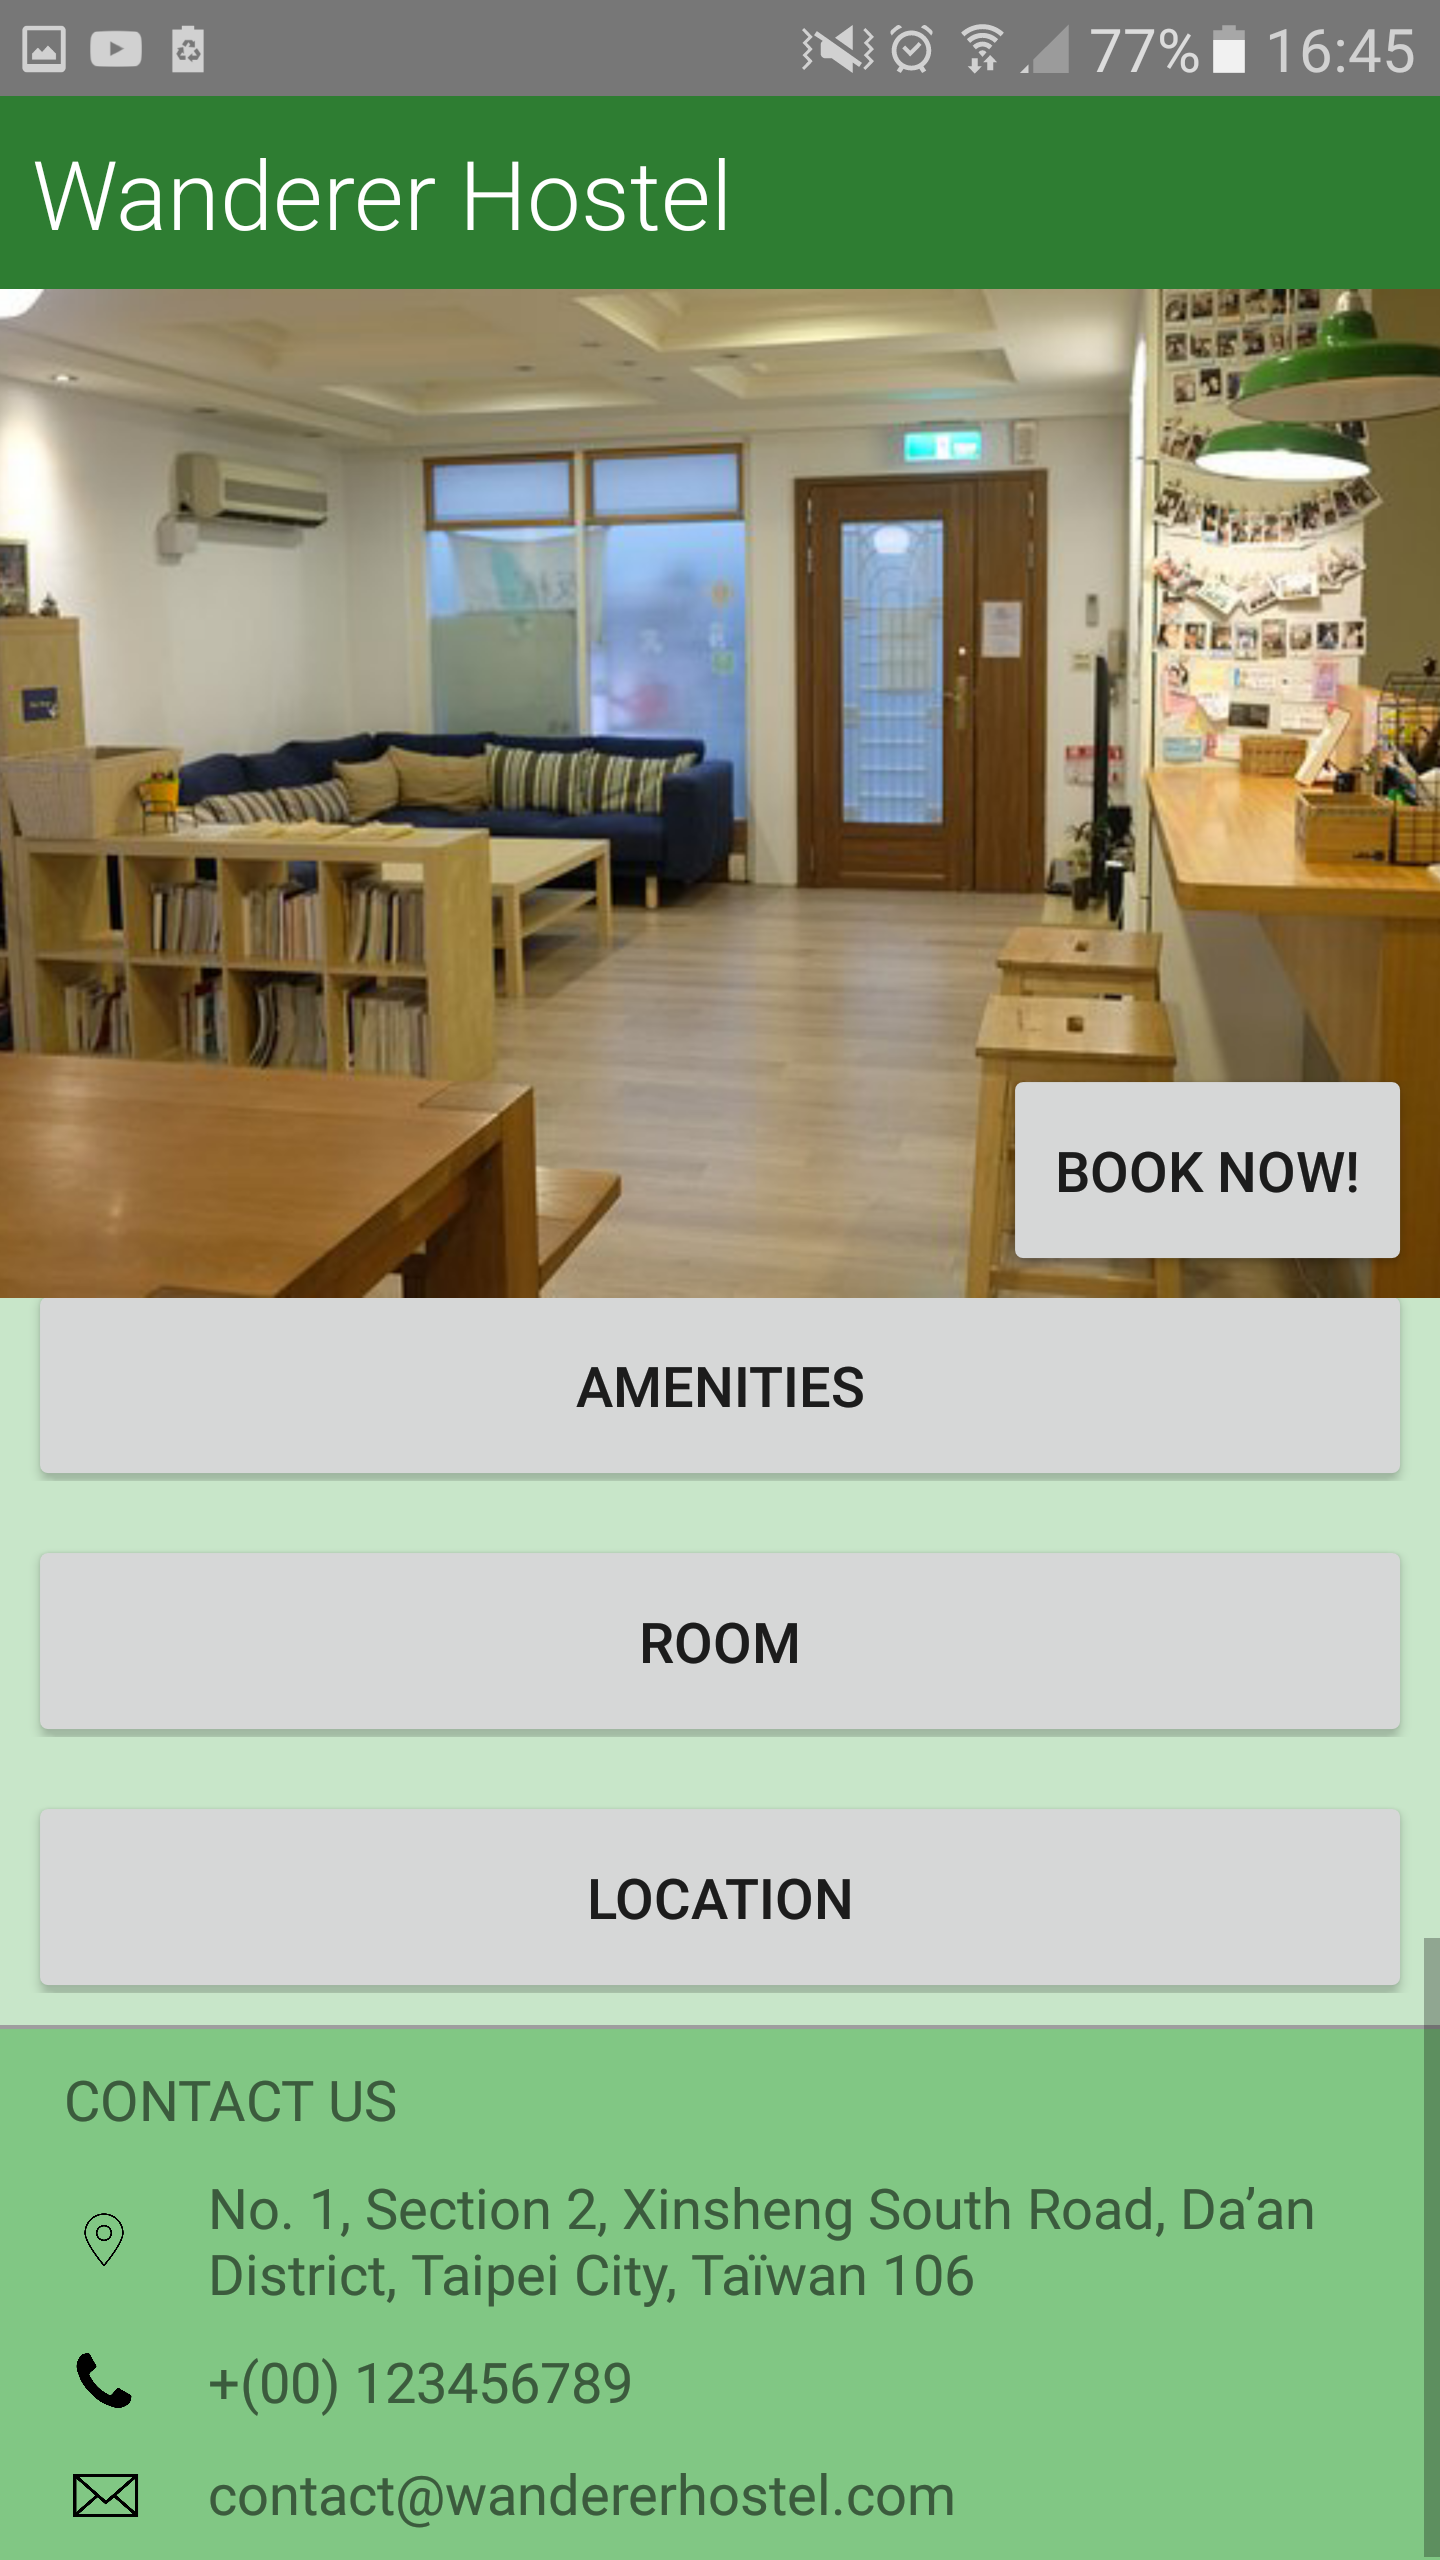 77% 16:45
Wanderer Hostel
BOOK NOW!
AMENITIES
ROOM
LOCATION
CONTACT US
No. 1, Section 2, Xinsheng South Road, Da’an
District, Taipei City, Taïwan 106
+(00) 123456789
contact@wandererhostel.com